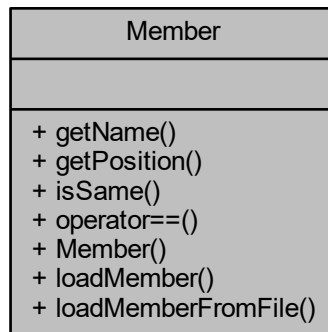 Member
+ getName()
+ getPosition()
+ isSame()
+ operator==()
+ Member()
+ loadMember()
+ loadMemberFromFile()